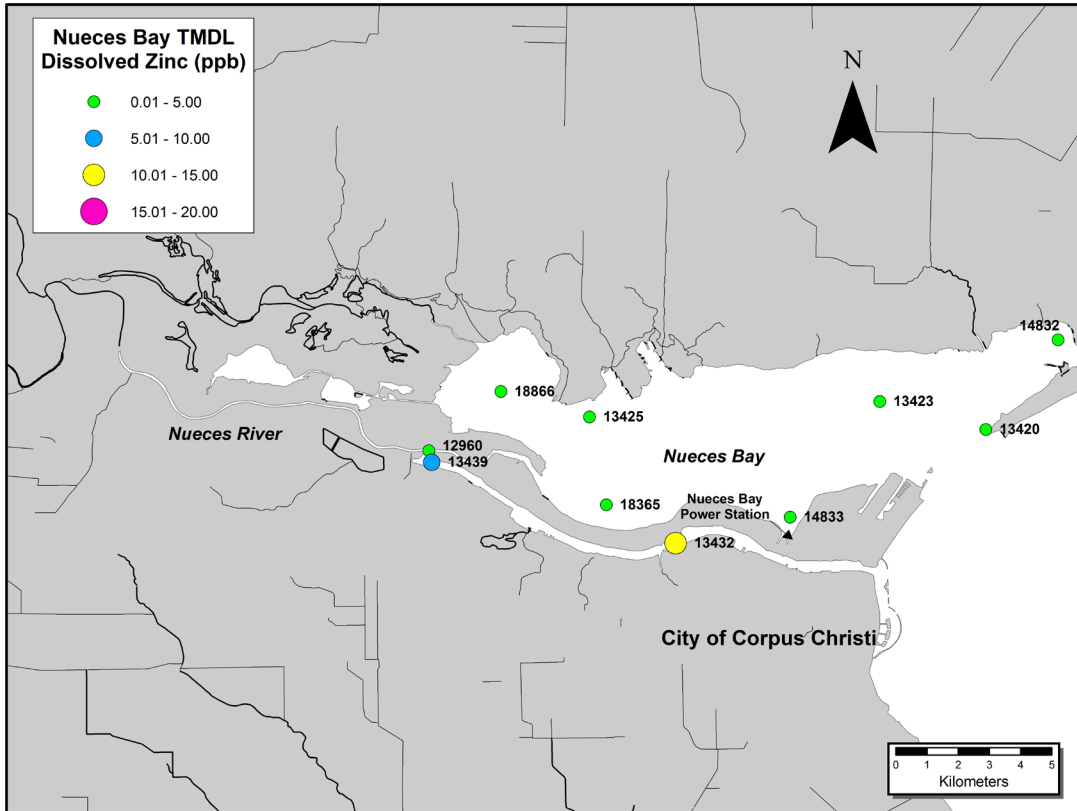 Nueces Bay TMDL
Dissolved Zinc (ppb)
0.01 - 5.00
5.01 - 10.00
10.01 - 15.00
15.01 - 20.00
N
14832
18866
13425
13423
13420
Nueces River
12960
13439
Nueces Bay
18365
Nueces Bay
Power Station
14833
13432
City of Corpus Christi
0 1 2 3 4 5
Kilometers